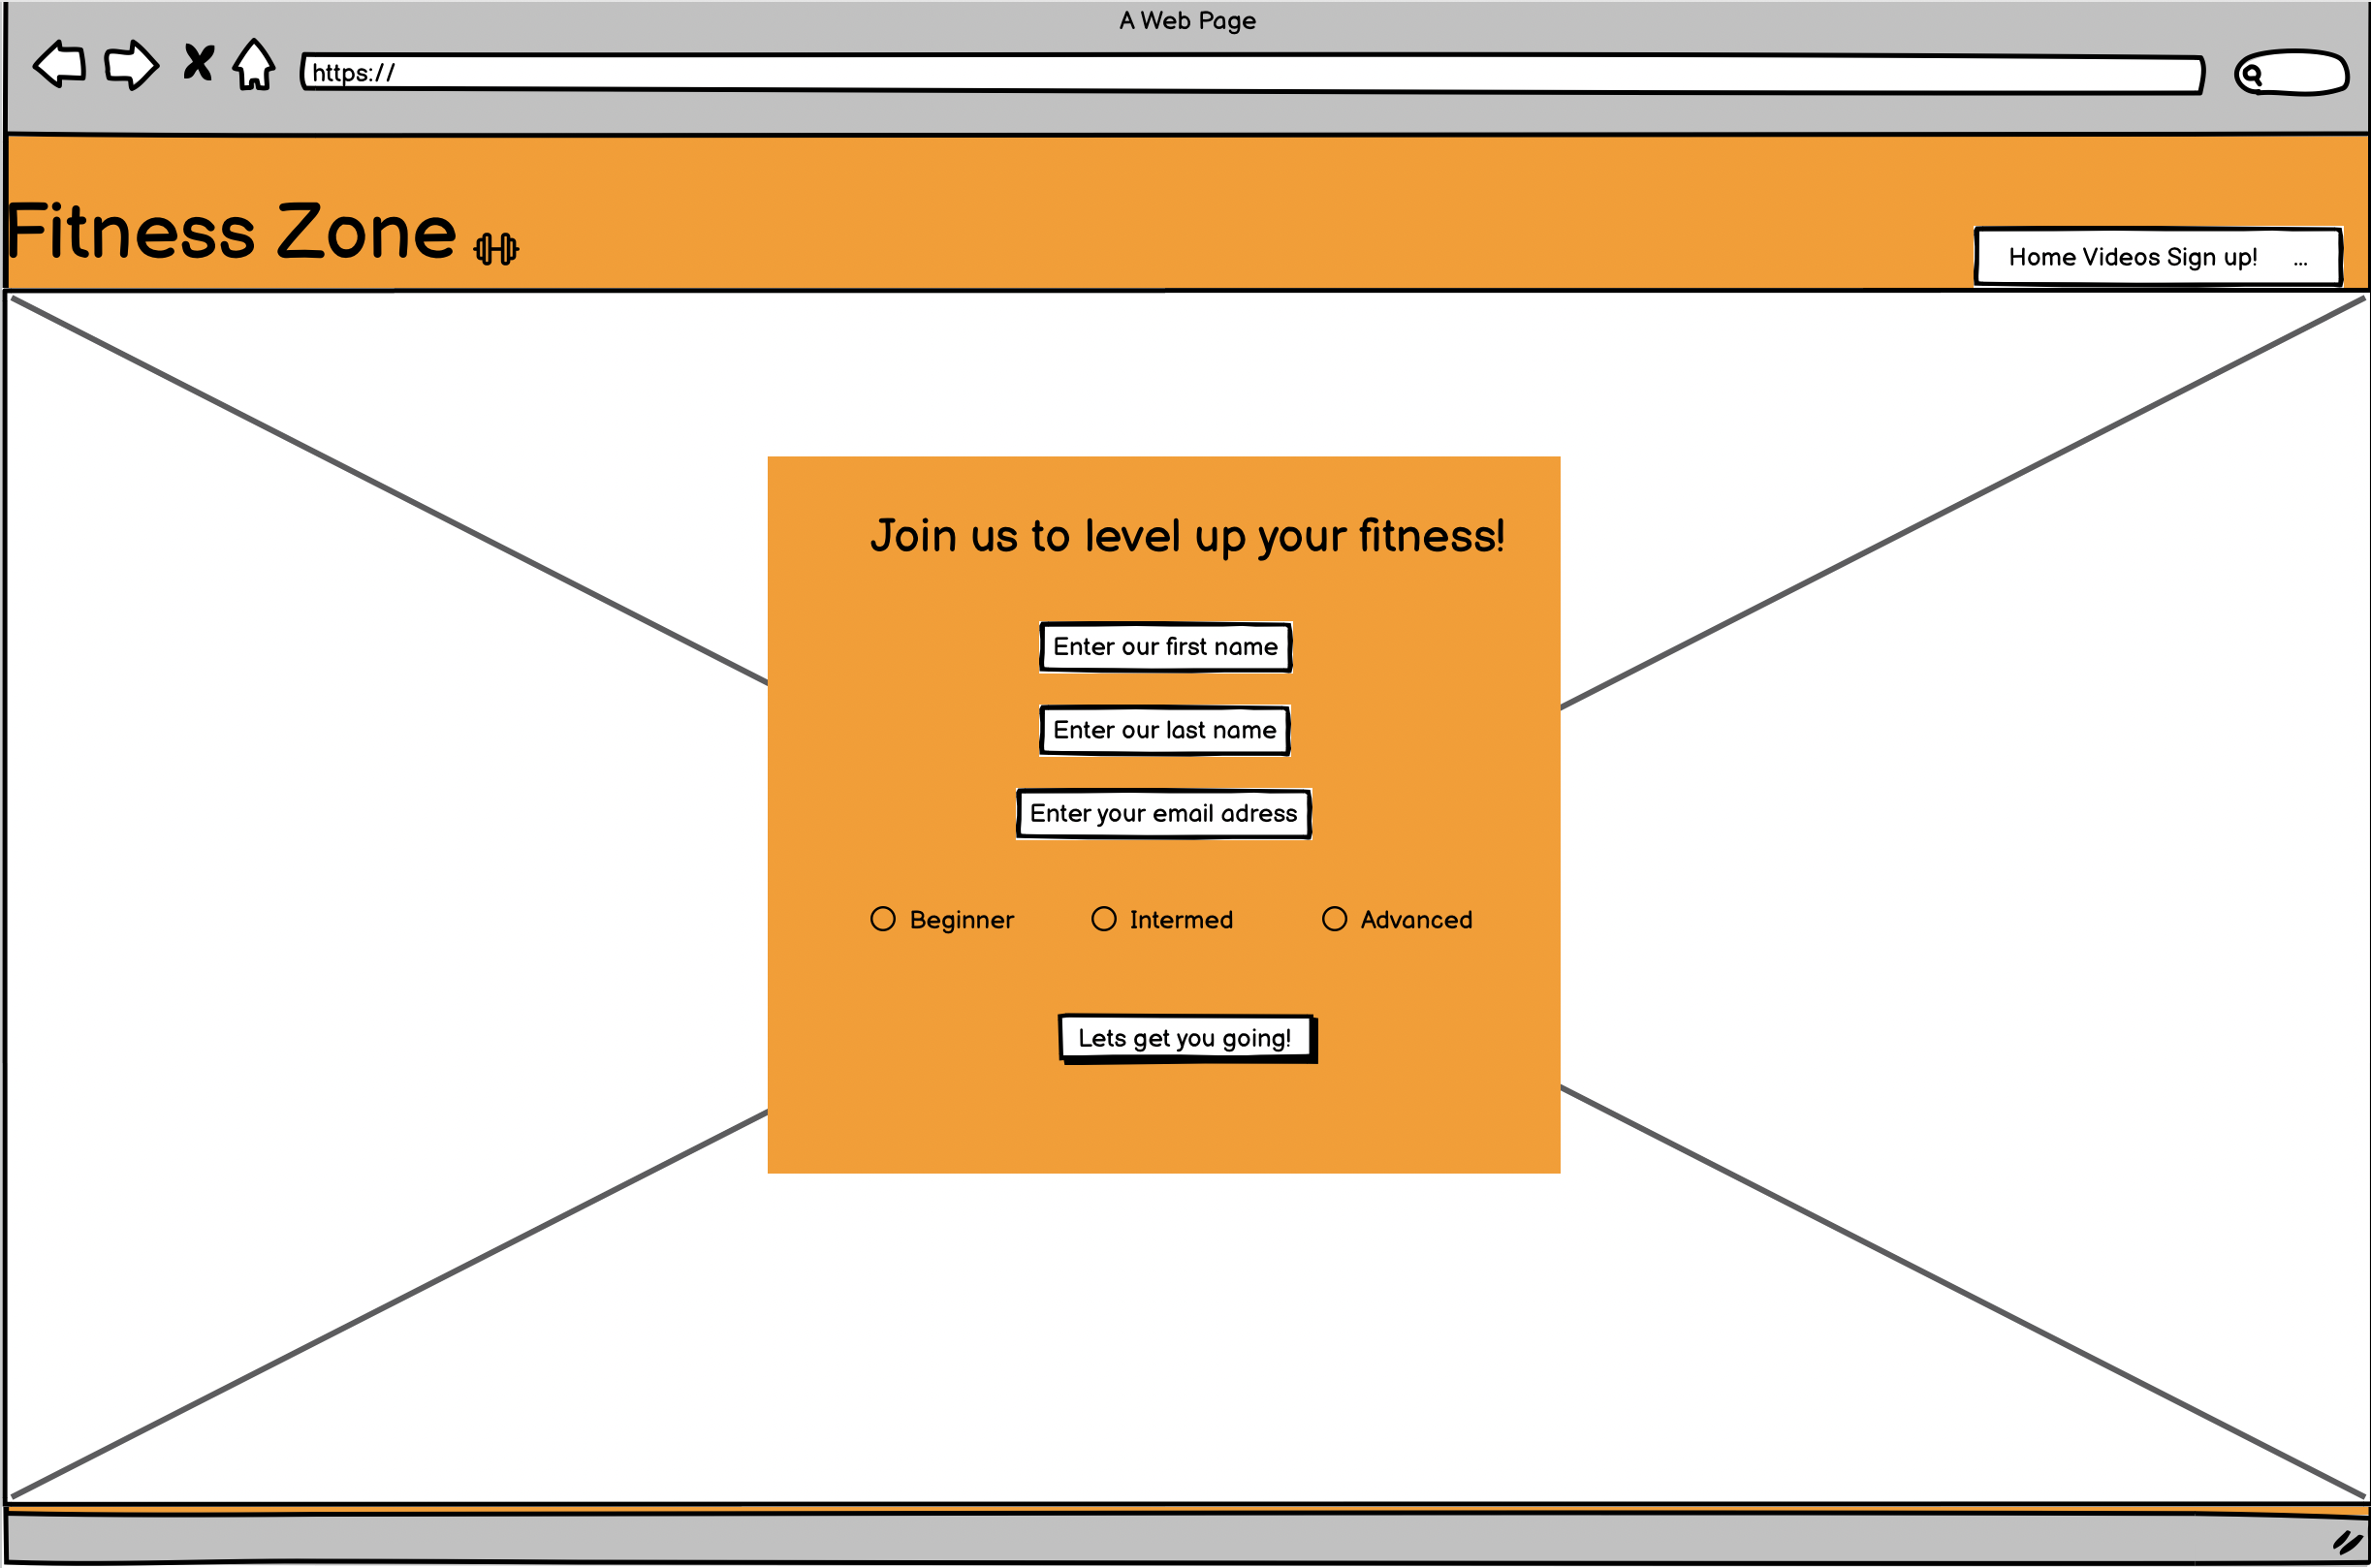 A Web Page
https://
Fitness Zone
Home Videos Sign up! ...
Join us to level up your fitness!
Enter our first name
Enter our last name
Enter your email adress
Beginner
Intermed
Advanced
Lets get you going!